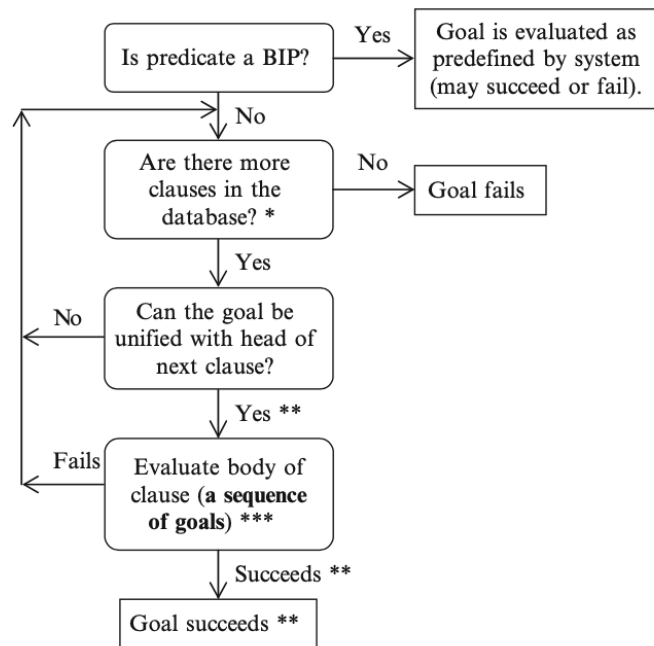 Is predicate a BIP?
Yes
Goal is evaluated as
predefined by system
(may succeed or fail).
No
Are there more
clauses in the
database? *
No
Goal fails
Yes
Can the goal be
unified with head of
next clause?
No
Yes **
Evaluate body of
clause (a sequence
of goals) ***
Fails
Succeeds **
Goal succeeds **